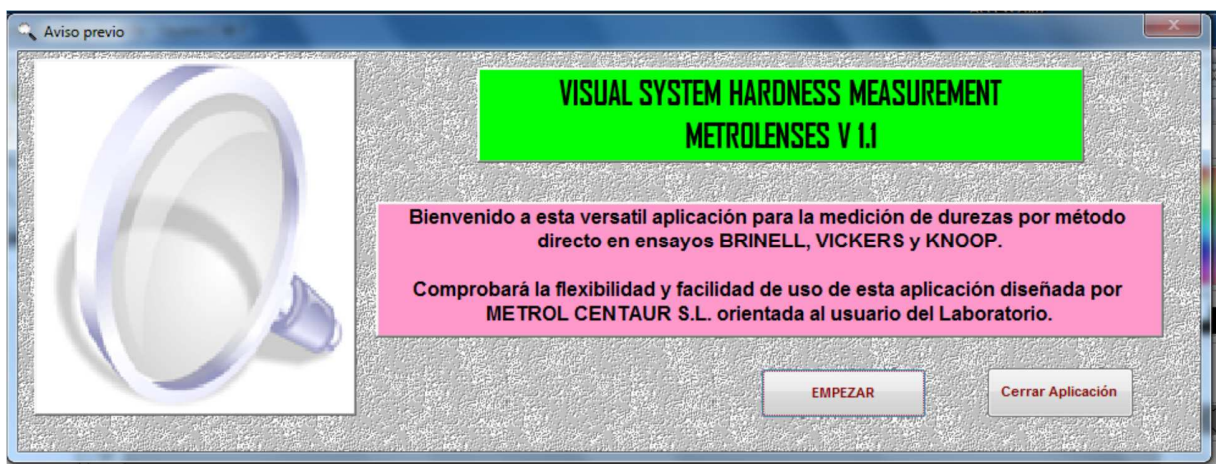 Aviso previo
VISUAL SYSTEM HARDNESS MEASUREMENT
METROLENSES V 1.1
Bienvenido a esta versatil aplicación para la medición de durezas por método
directo en ensayos BRINELL, VICKERS y KNOOP.
Comprobará la flexibilidad y facilidad de uso de esta aplicación diseñada por
METROL CENTAUR S.L. orientada al usuario del Laboratorio.
EMPEZAR
Cerrar Aplicación